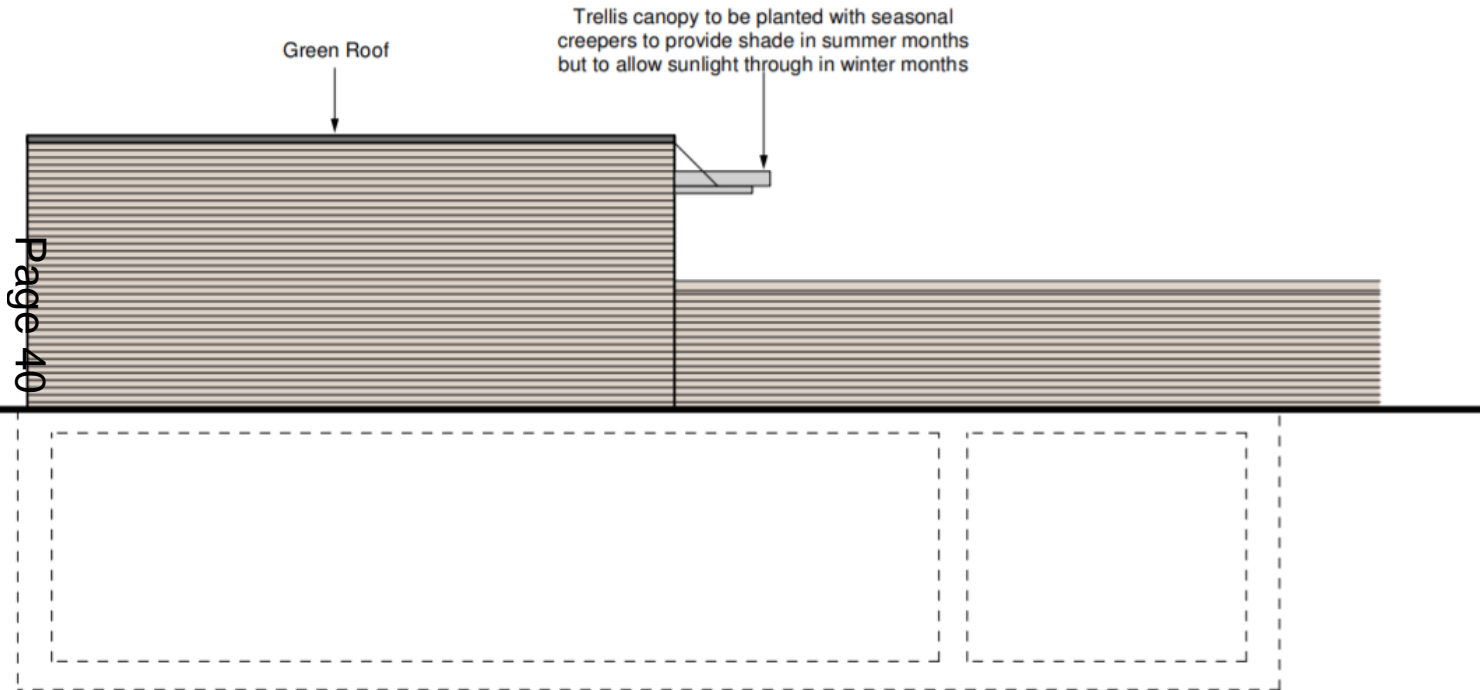 Trellis canopy to be planted with seasonal
creepers to provide shade in summer months
but to allow sunlight through in winter months
Green Roof
Page 40